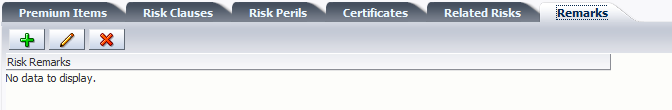 Premium Items Risk Clauses Risk Perils Certificates Related Risks Remarks
Risk Remarks
No data to display.